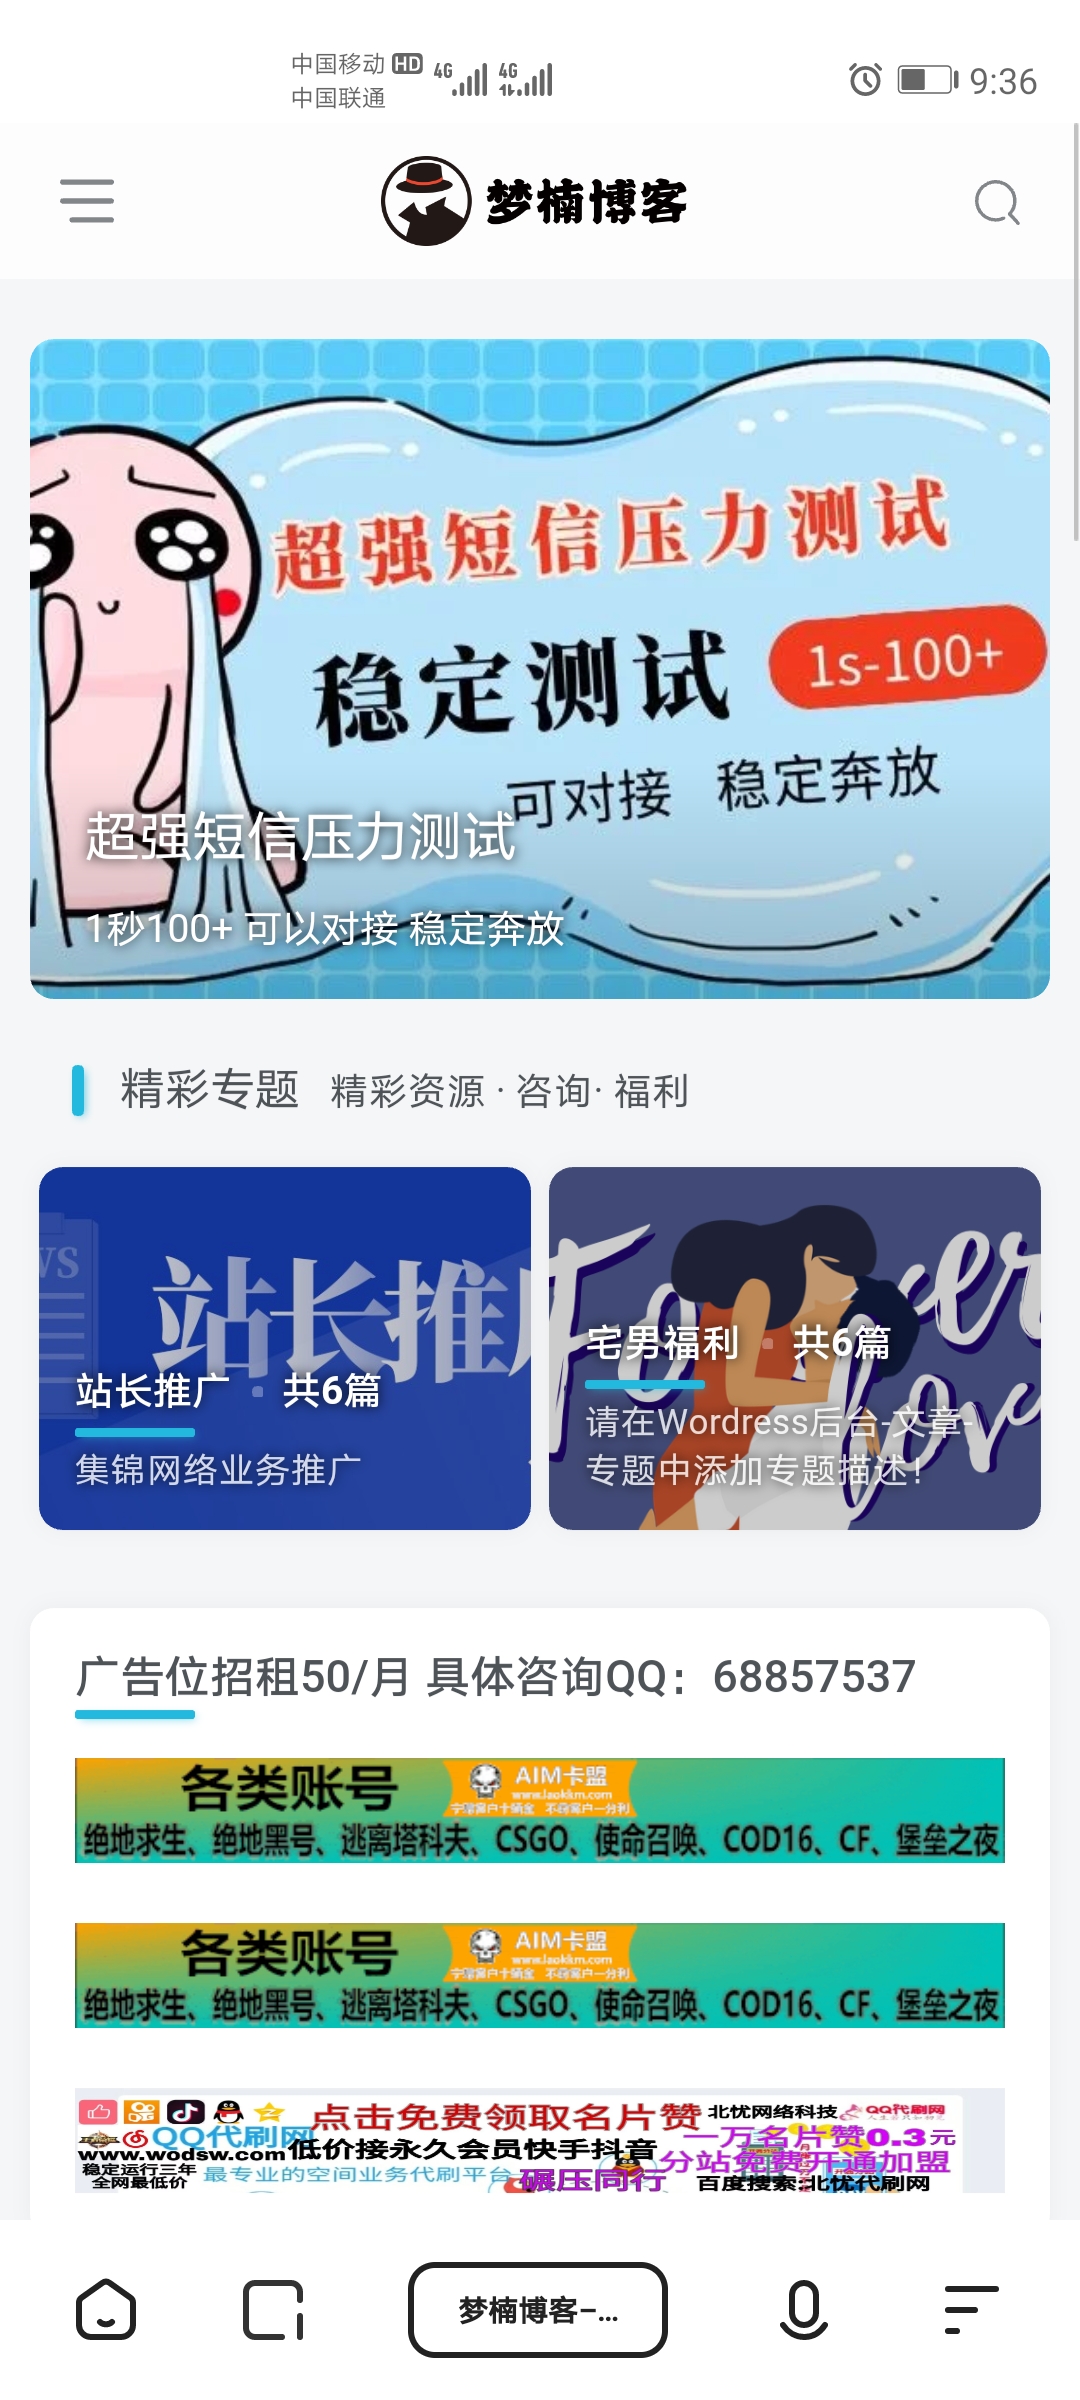 中国移动 HD 4G 4G 9:36
中国联通
梦楠博客
超强短信压力测试
稳定测试 1s-100+
可对接 稳定奔放
超强短信压力测试
1秒100+ 可以对接 稳定奔放
精彩专题 精彩资源 · 咨询· 福利
站长推广
站长推广 共6篇
集锦网络业务推广
Forever
love
宅男福利 共6篇
请在Wordress后台-文章-
专题中添加专题描述!
广告位招租50/月 具体咨询QQ：68857537
各类账号 AIM卡盟
绝地求生、绝地黑号、逃离塔科夫、CSGO、使命召唤、COD16、CF、堡垒之夜
各类账号 AIM卡盟
绝地求生、绝地黑号、逃离塔科夫、CSGO、使命召唤、COD16、CF、堡垒之夜
点击免费领取名片赞 北忧网络科技 QQ代刷网
QQ代刷网 一万名片赞0.3元
www.wodsw.com 低价接永久会员快手抖音 分站免费开通加盟
稳定运行三年 最专业的空间业务代刷平台
全网最低价 碾压同行 百度搜索:北忧代刷网
梦楠博客–...